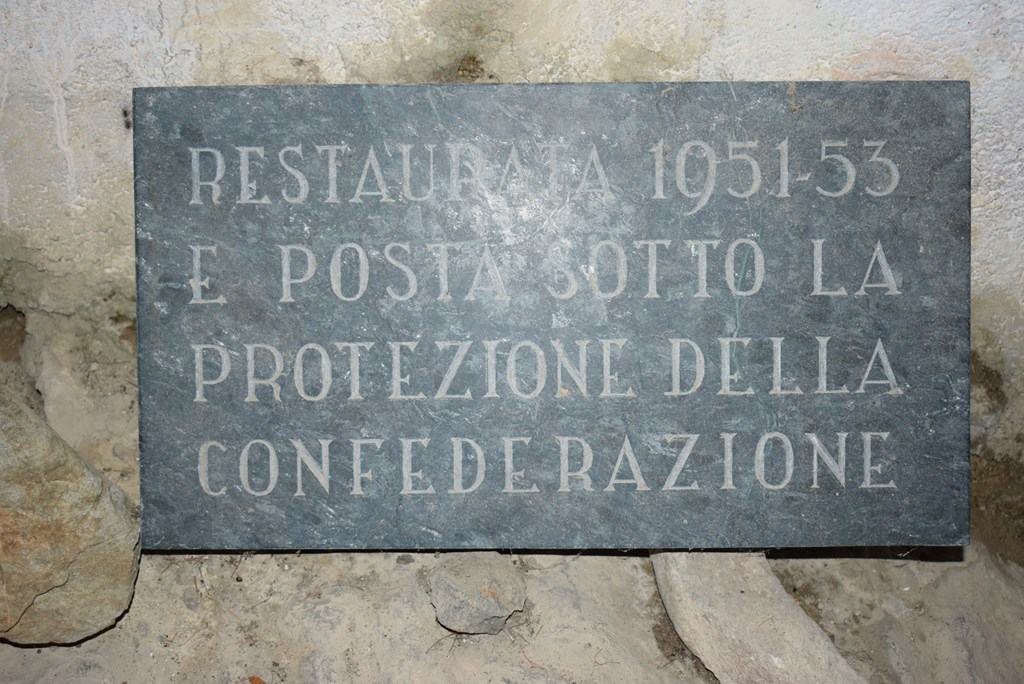 RESTAURATA 1951-53
E POSTA SOTTO LA
PROTEZIONE DELLA
CONFEDERAZIONE